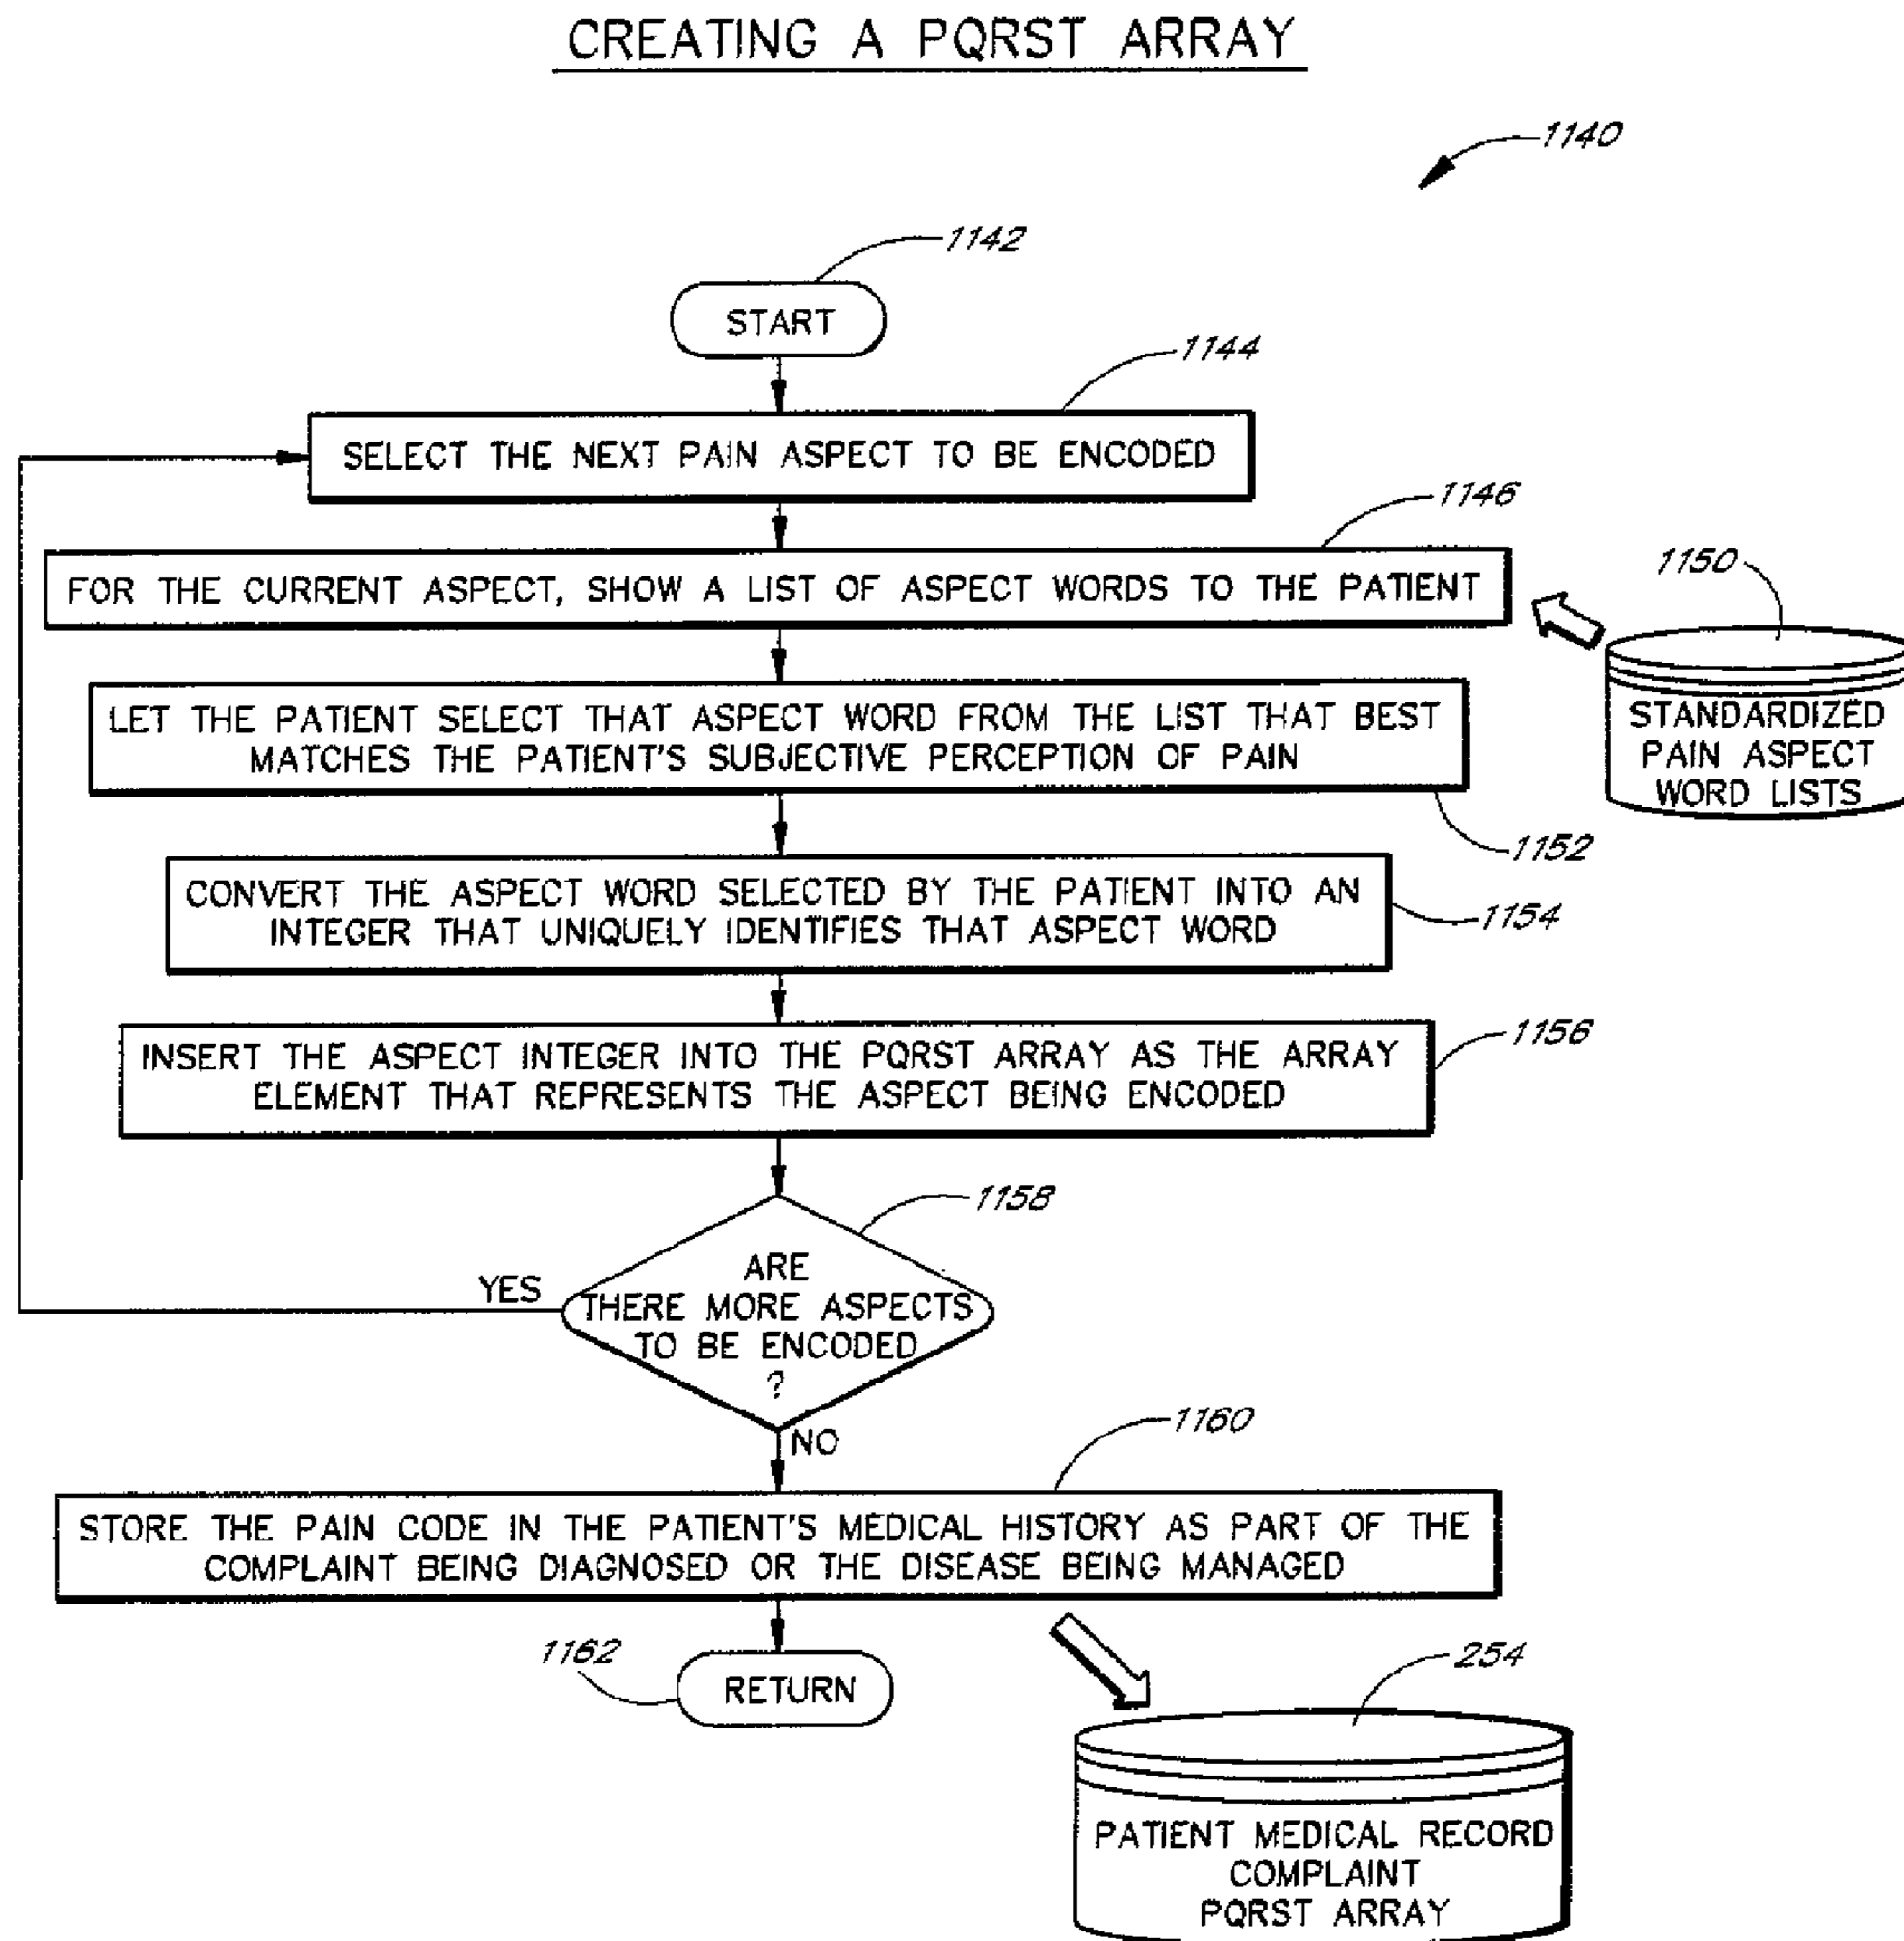 CREATING A PQRST ARRAY
1140
1142
START
1144
SELECT THE NEXT PAIN ASPECT TO BE ENCODED
1146
FOR THE CURRENT ASPECT, SHOW A LIST OF ASPECT WORDS TO THE PATIENT
1150
STANDARDIZED
PAIN ASPECT
WORD LISTS
LET THE PATIENT SELECT THAT ASPECT WORD FROM THE LIST THAT BEST
MATCHES THE PATIENT'S SUBJECTIVE PERCEPTION OF PAIN
1152
CONVERT THE ASPECT WORD SELECTED BY THE PATIENT INTO AN
INTEGER THAT UNIQUELY IDENTIFIES THAT ASPECT WORD
1154
INSERT THE ASPECT INTEGER INTO THE PQRST ARRAY AS THE ARRAY
ELEMENT THAT REPRESENTS THE ASPECT BEING ENCODED
1156
1158
ARE
THERE MORE ASPECTS
TO BE ENCODED
?
YES
NO
1160
STORE THE PAIN CODE IN THE PATIENT'S MEDICAL HISTORY AS PART OF THE
COMPLAINT BEING DIAGNOSED OR THE DISEASE BEING MANAGED
1162
RETURN
254
PATIENT MEDICAL RECORD
COMPLAINT
PQRST ARRAY